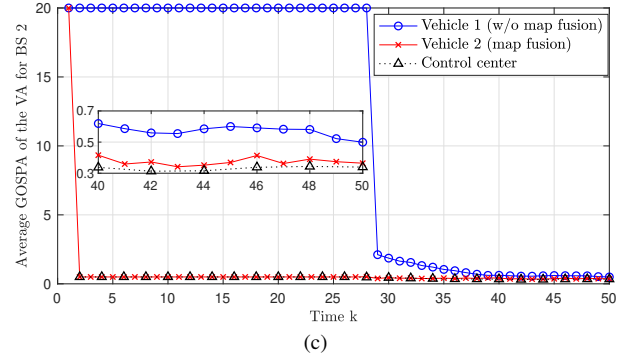 Average GOSPA of the VA for BS 2
20
15
10
5
0
Vehicle 1 (w/o map fusion)
Vehicle 2 (map fusion)
Control center
0.7
0.5
0.3
40 42 44 46 48 50
0 5 10 15 20 25 30 35 40 45 50
Time k
(c)